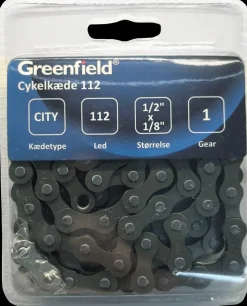 Greenfield®
Cykelkæde 112
CITY
112
1/2"
x
1/8"
1
Kædetype
Led
Størrelse
Gear